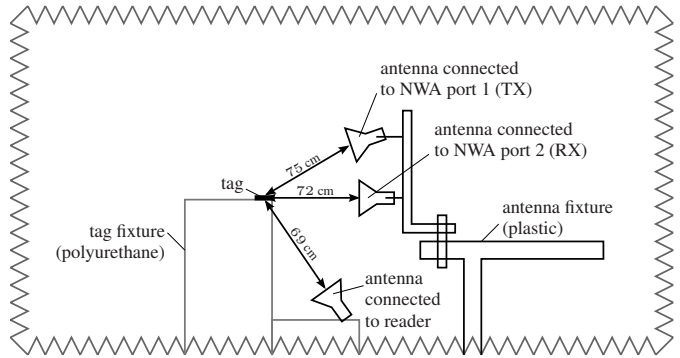 antenna connected
to NWA port 1 (TX)
antenna connected
to NWA port 2 (RX)
75 cm
tag
72 cm
antenna fixture
(plastic)
tag fixture
(polyurethane)
69 cm
antenna
connected
to reader